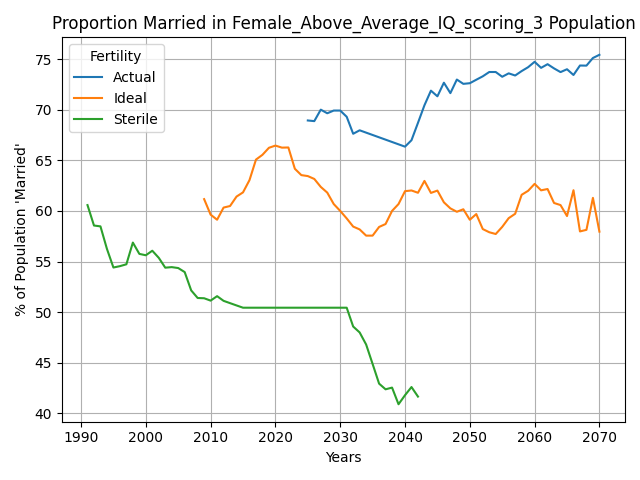 Proportion Married in Female_Above_Average_IQ_scoring_3 Population
Fertility
Actual
Ideal
Sterile
% of Population 'Married'
75
70
65
60
55
50
45
40
1990 2000 2010 2020 2030 2040 2050 2060 2070
Years